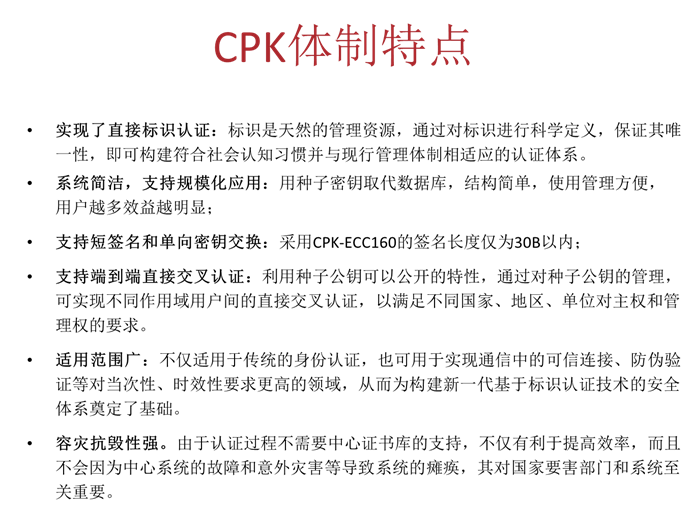 CPK体制特点
• 实现了直接标识认证：标识是天然的管理资源，通过对标识进行科学定义，保证其唯
一性，即可构建符合社会认知习惯并与现行管理体制相适应的认证体系。
• 系统简洁，支持规模化应用：用种子密钥取代数据库，结构简单，使用管理方便，
用户越多效益越明显；
• 支持短签名和单向密钥交换：采用CPK-ECC160的签名长度仅为30B以内；
• 支持端到端直接交叉认证：利用种子公钥可以公开的特性，通过对种子公钥的管理，
可实现不同作用域用户间的直接交叉认证，以满足不同国家、地区、单位对主权和管
理权的要求。
• 适用范围广：不仅适用于传统的身份认证，也可用于实现通信中的可信连接、防伪验
证等对当次性、时效性要求更高的领域，从而为构建新一代基于标识认证技术的安全
体系奠定了基础。
• 容灾抗毁性强。由于认证过程不需要中心证书库的支持，不仅有利于提高效率，而且
不会因为中心系统的故障和意外灾害等导致系统的瘫痪，其对国家要害部门和系统至
关重要。